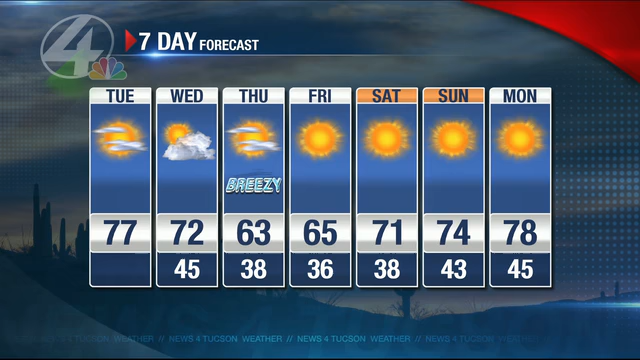 4
7 DAY FORECAST
TUE WED THU FRI SAT SUN MON
BREEZY
77 72 63 65 71 74 78
45 38 36 38 43 45
WEATHER // NEWS 4 TUCSON WEATHER // NEWS 4 TUCSON WEATHER // NEWS 4 TUCSON WEATHER //